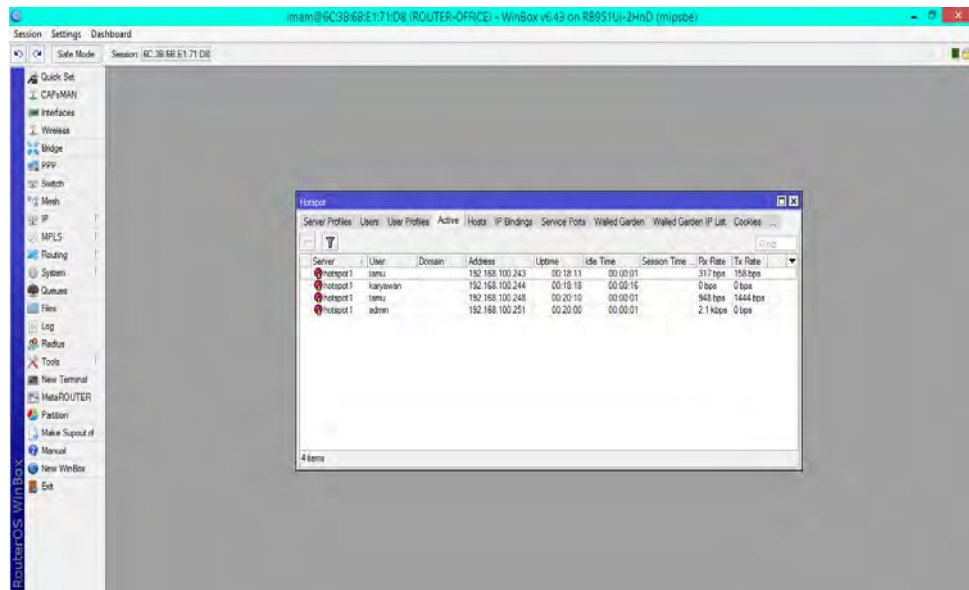 imam@6C:3B:6B:E1:71:D8 (ROUTER-OFFICE) - WinBox v6.43 on RB951Ui-2HnD (mipsbe)
Session Settings Dashboard
Safe Mode Session: 6C:3B:6B:E1:71:D8
Quick Set
CAPsMAN
Interfaces
Wireless
Bridge
PPP
Switch
Mesh
IP
MPLS
Routing
System
Queues
Files
Log
Radius
Tools
New Terminal
MetaROUTER
Partition
Make Supout.rif
Manual
New WinBox
Exit
RouterOS WinBox
Hotspot
Server Profiles Users User Profiles Active Hosts IP Bindings Service Ports Walled Garden Walled Garden IP List Cookies ...
Find
Server User Domain Address Uptime Idle Time Session Time ... Rx Rate Tx Rate
hotspot1 tamu 192.168.100.243 00:18:13 00:00:01 317 bps 158 bps
hotspot1 karyawan 192.168.100.244 00:18:18 00:00:16 0 bps 0 bps
hotspot1 tamu 192.168.100.248 00:20:10 00:00:01 948 bps 1444 bps
hotspot1 admin 192.168.100.251 00:20:00 00:00:01 2.1 kbps 0 bps
4 items